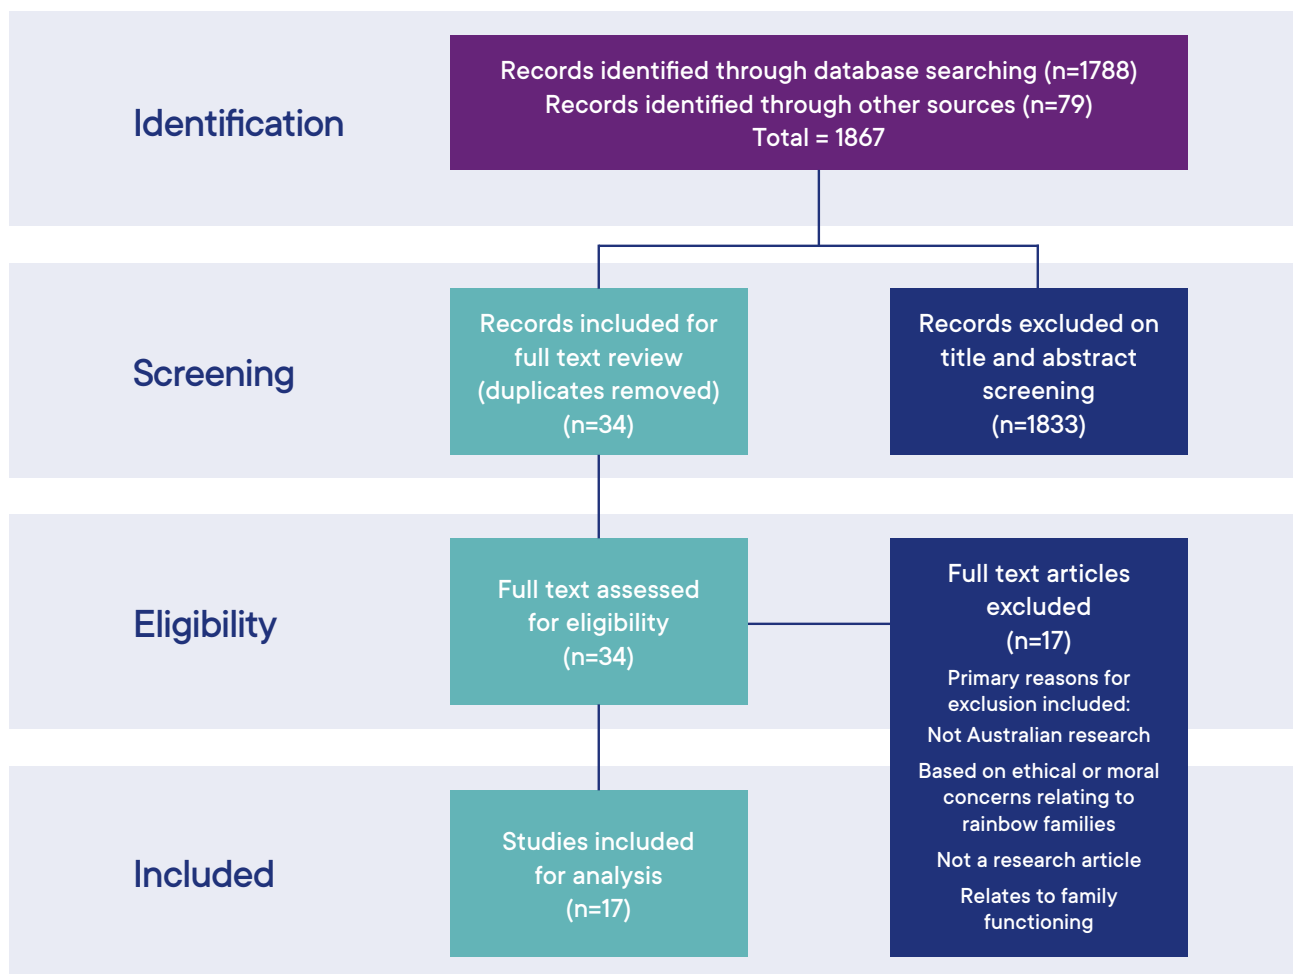 Identification
Records identified through database searching (n=1788)
Records identified through other sources (n=79)
Total = 1867
Screening
Records included for
full text review
(duplicates removed)
(n=34)
Records excluded on
title and abstract
screening
(n=1833)
Eligibility
Full text assessed
for eligibility
(n=34)
Full text articles
excluded
(n=17)
Primary reasons for
exclusion included:
Not Australian research
Based on ethical or moral
concerns relating to
rainbow families
Not a research article
Relates to family
functioning
Included
Studies included
for analysis
(n=17)